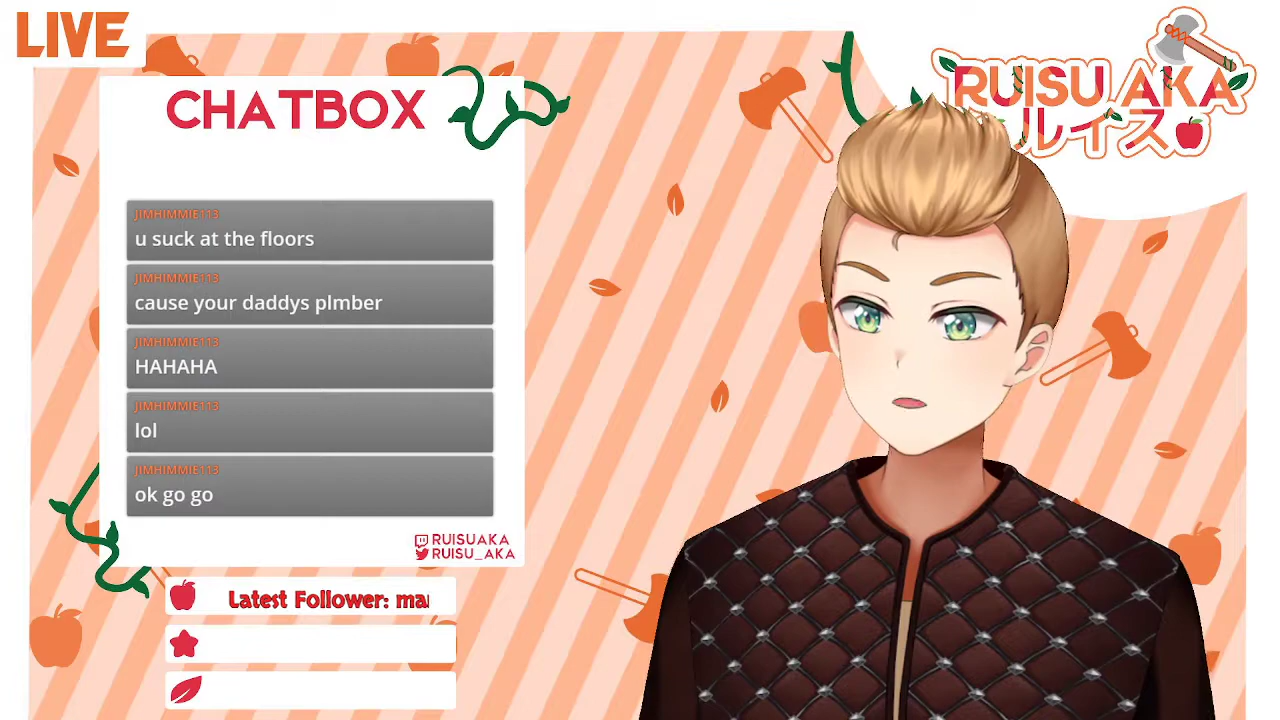 LIVE
RUISU AKA
ルイス
CHATBOX
JIMHIMMIE113
u suck at the floors
JIMHIMMIE113
cause your daddys plmber
JIMHIMMIE113
HAHAHA
JIMHIMMIE113
lol
JIMHIMMIE113
ok go go
RUISUAKA
RUISU_AKA
Latest Follower: ma